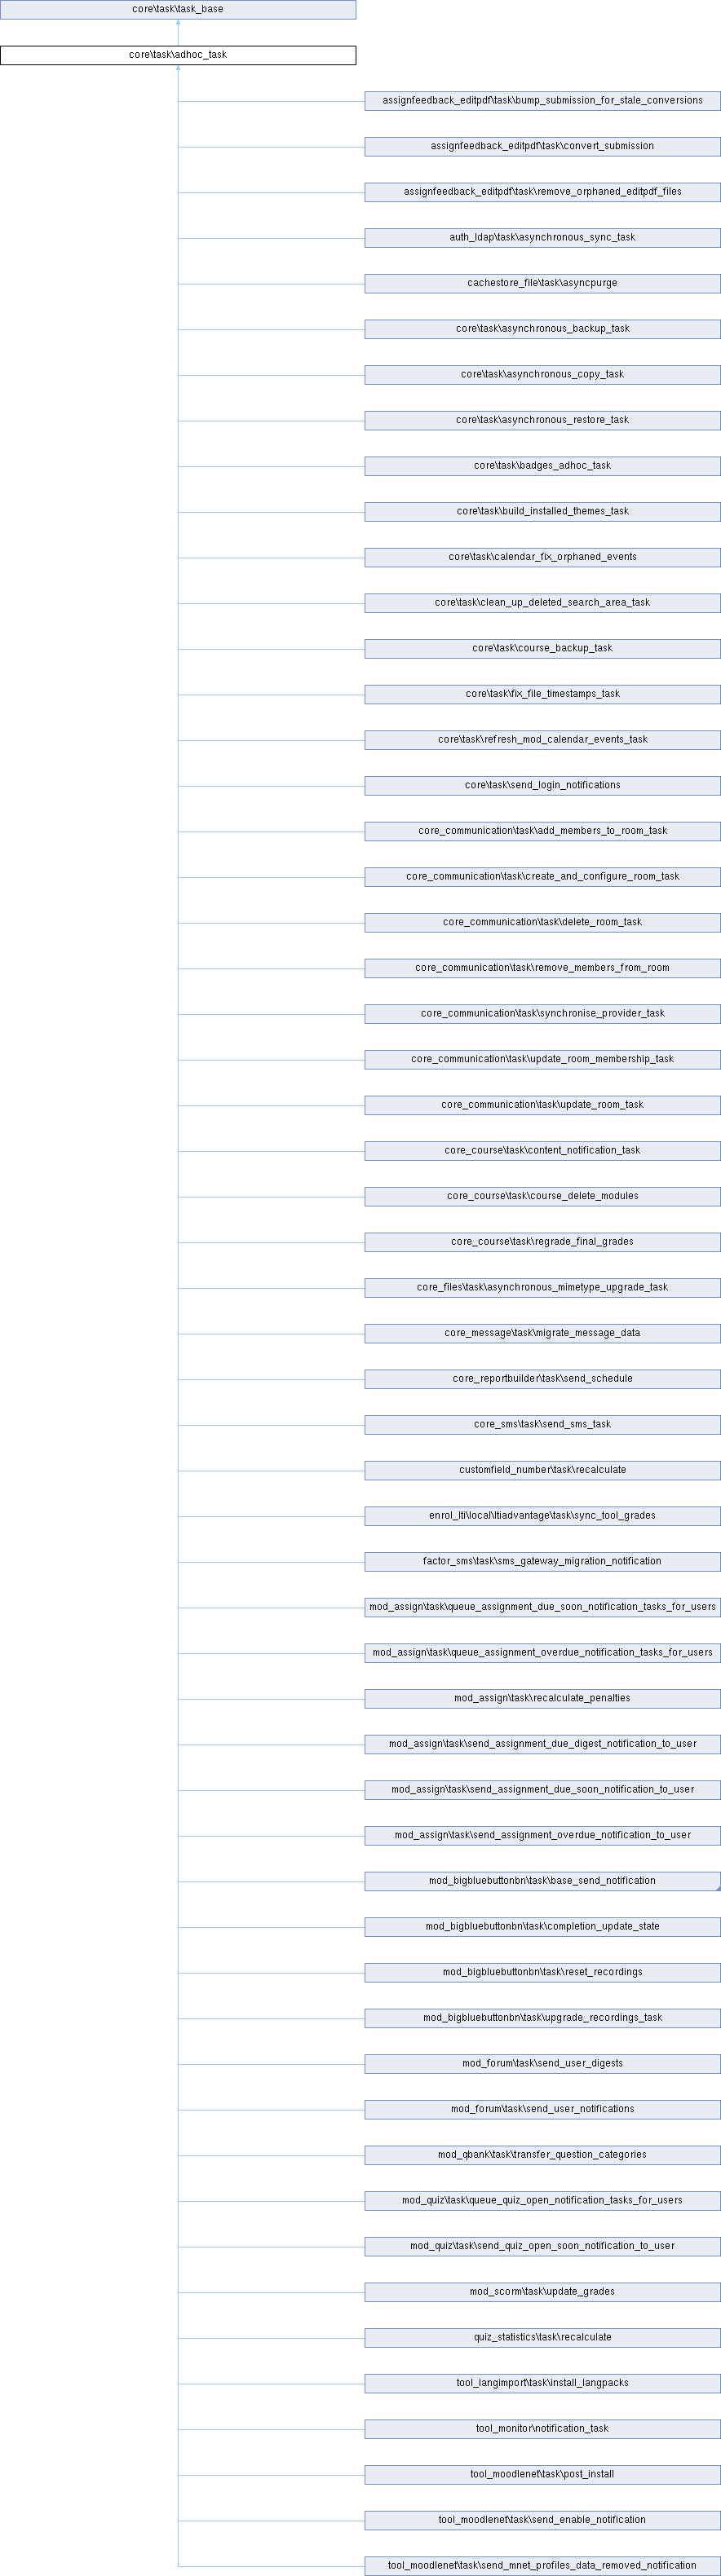 core\task\task_base
core\task\adhoc_task
assignfeedback_editpdf\task\bump_submission_for_stale_conversions
assignfeedback_editpdf\task\convert_submission
assignfeedback_editpdf\task\remove_orphaned_editpdf_files
auth_ldap\task\asynchronous_sync_task
cachestore_file\task\asyncpurge
core\task\asynchronous_backup_task
core\task\asynchronous_copy_task
core\task\asynchronous_restore_task
core\task\badges_adhoc_task
core\task\build_installed_themes_task
core\task\calendar_fix_orphaned_events
core\task\clean_up_deleted_search_area_task
core\task\course_backup_task
core\task\fix_file_timestamps_task
core\task\refresh_mod_calendar_events_task
core\task\send_login_notifications
core_communication\task\add_members_to_room_task
core_communication\task\create_and_configure_room_task
core_communication\task\delete_room_task
core_communication\task\remove_members_from_room
core_communication\task\synchronise_provider_task
core_communication\task\update_room_membership_task
core_communication\task\update_room_task
core_course\task\content_notification_task
core_course\task\course_delete_modules
core_course\task\regrade_final_grades
core_files\task\asynchronous_mimetype_upgrade_task
core_message\task\migrate_message_data
core_reportbuilder\task\send_schedule
core_sms\task\send_sms_task
customfield_number\task\recalculate
enrol_lti\local\ltiadvantage\task\sync_tool_grades
factor_sms\task\sms_gateway_migration_notification
mod_assign\task\queue_assignment_due_soon_notification_tasks_for_users
mod_assign\task\queue_assignment_overdue_notification_tasks_for_users
mod_assign\task\recalculate_penalties
mod_assign\task\send_assignment_due_digest_notification_to_user
mod_assign\task\send_assignment_due_soon_notification_to_user
mod_assign\task\send_assignment_overdue_notification_to_user
mod_bigbluebuttonbn\task\base_send_notification
mod_bigbluebuttonbn\task\completion_update_state
mod_bigbluebuttonbn\task\reset_recordings
mod_bigbluebuttonbn\task\upgrade_recordings_task
mod_forum\task\send_user_digests
mod_forum\task\send_user_notifications
mod_qbank\task\transfer_question_categories
mod_quiz\task\queue_quiz_open_notification_tasks_for_users
mod_quiz\task\send_quiz_open_soon_notification_to_user
mod_scorm\task\update_grades
quiz_statistics\task\recalculate
tool_langimport\task\install_langpacks
tool_monitor\notification_task
tool_moodlenet\task\post_install
tool_moodlenet\task\send_enable_notification
tool_moodlenet\task\send_mnet_profiles_data_removed_notification